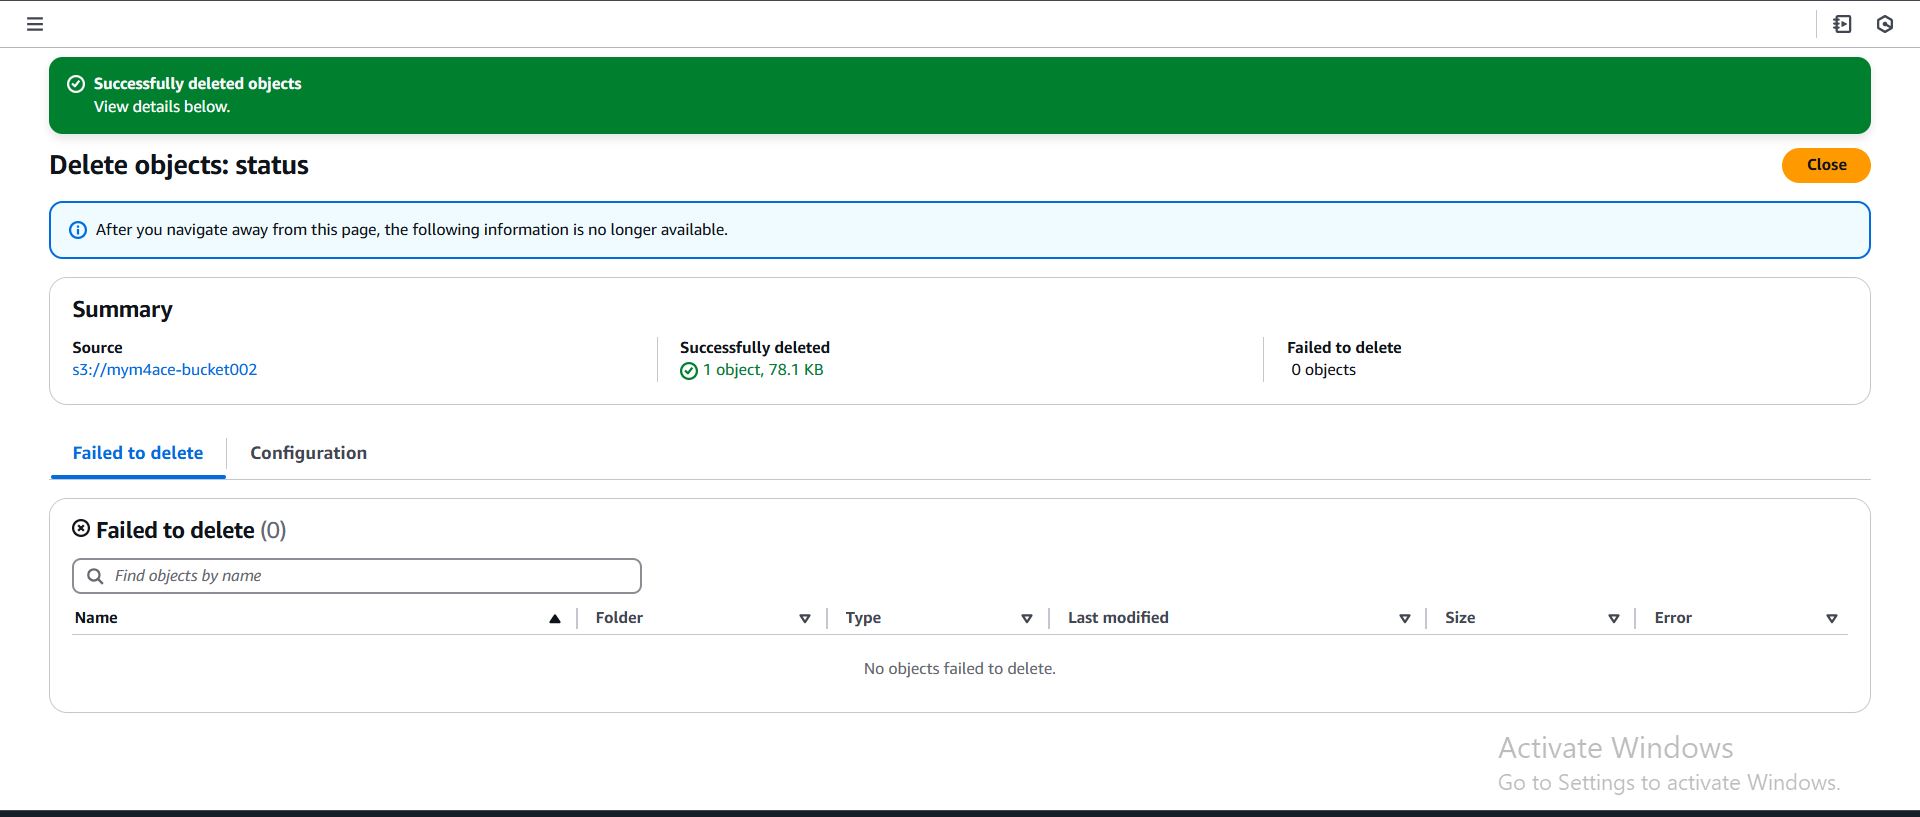 Successfully deleted objects
View details below.
Delete objects: status
Close
After you navigate away from this page, the following information is no longer available.
Summary
Source
s3://mym4ace-bucket002
Successfully deleted
1 object, 78.1 KB
Failed to delete
0 objects
Failed to delete
Configuration
Failed to delete (0)
Find objects by name
Name Folder Type Last modified Size Error
No objects failed to delete.
Activate Windows
Go to Settings to activate Windows.